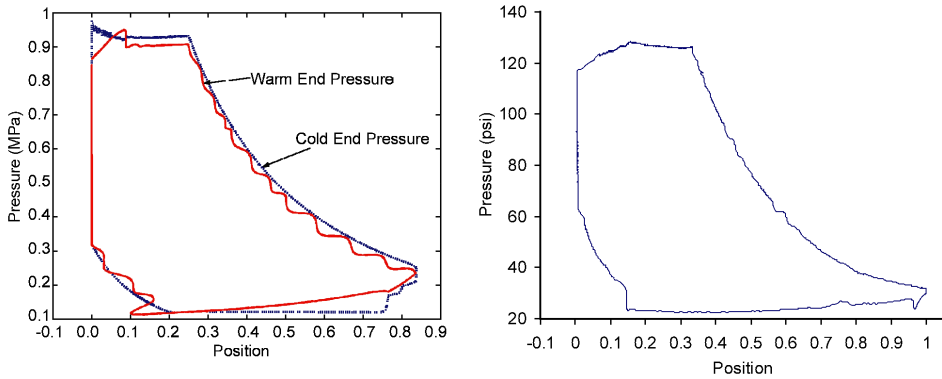 1
0.9
0.8
0.7
0.6
0.5
0.4
0.3
0.2
0.1
Pressure (MPa)
Warm End Pressure
Cold End Pressure
-0.1 0.0 0.1 0.2 0.3 0.4 0.5 0.6 0.7 0.8 0.9
Position
140
120
100
80
60
40
20
Pressure (psi)
-0.1 0 0.1 0.2 0.3 0.4 0.5 0.6 0.7 0.8 0.9 1
Position